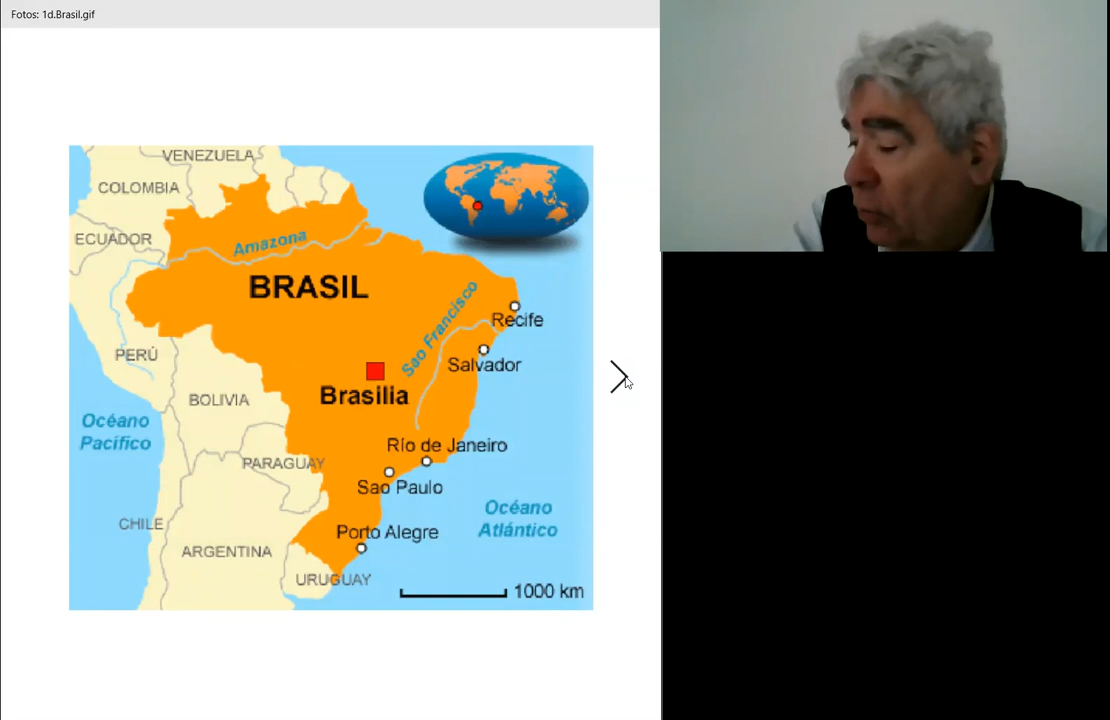 Fotos: 1d.Brasil.gif
VENEZUELA
COLOMBIA
ECUADOR
Amazona
BRASIL
Sao Francisco
Recife
PERÚ
Salvador
Brasilia
BOLIVIA
Océano
Pacífico
Río de Janeiro
PARAGUAY
Sao Paulo
Océano
Atlántico
CHILE
Porto Alegre
ARGENTINA
URUGUAY
1000 km